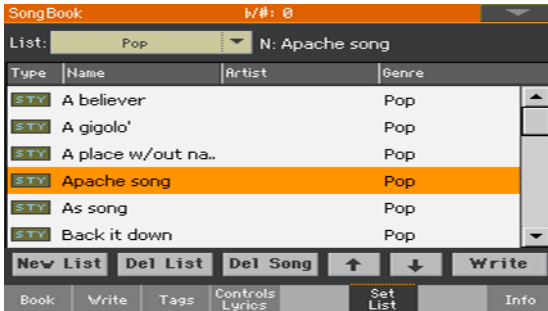 SongBook ♭/#: 0
List: Pop N: Apache song
Type Name Artist Genre
STY A believer Pop
STY A gigolo' Pop
STY A place w/out na.. Pop
STY Apache song Pop
STY As song Pop
STY Back it down Pop
New List Del List Del Song Write
Book Write Tags Controls Lyrics Set List Info